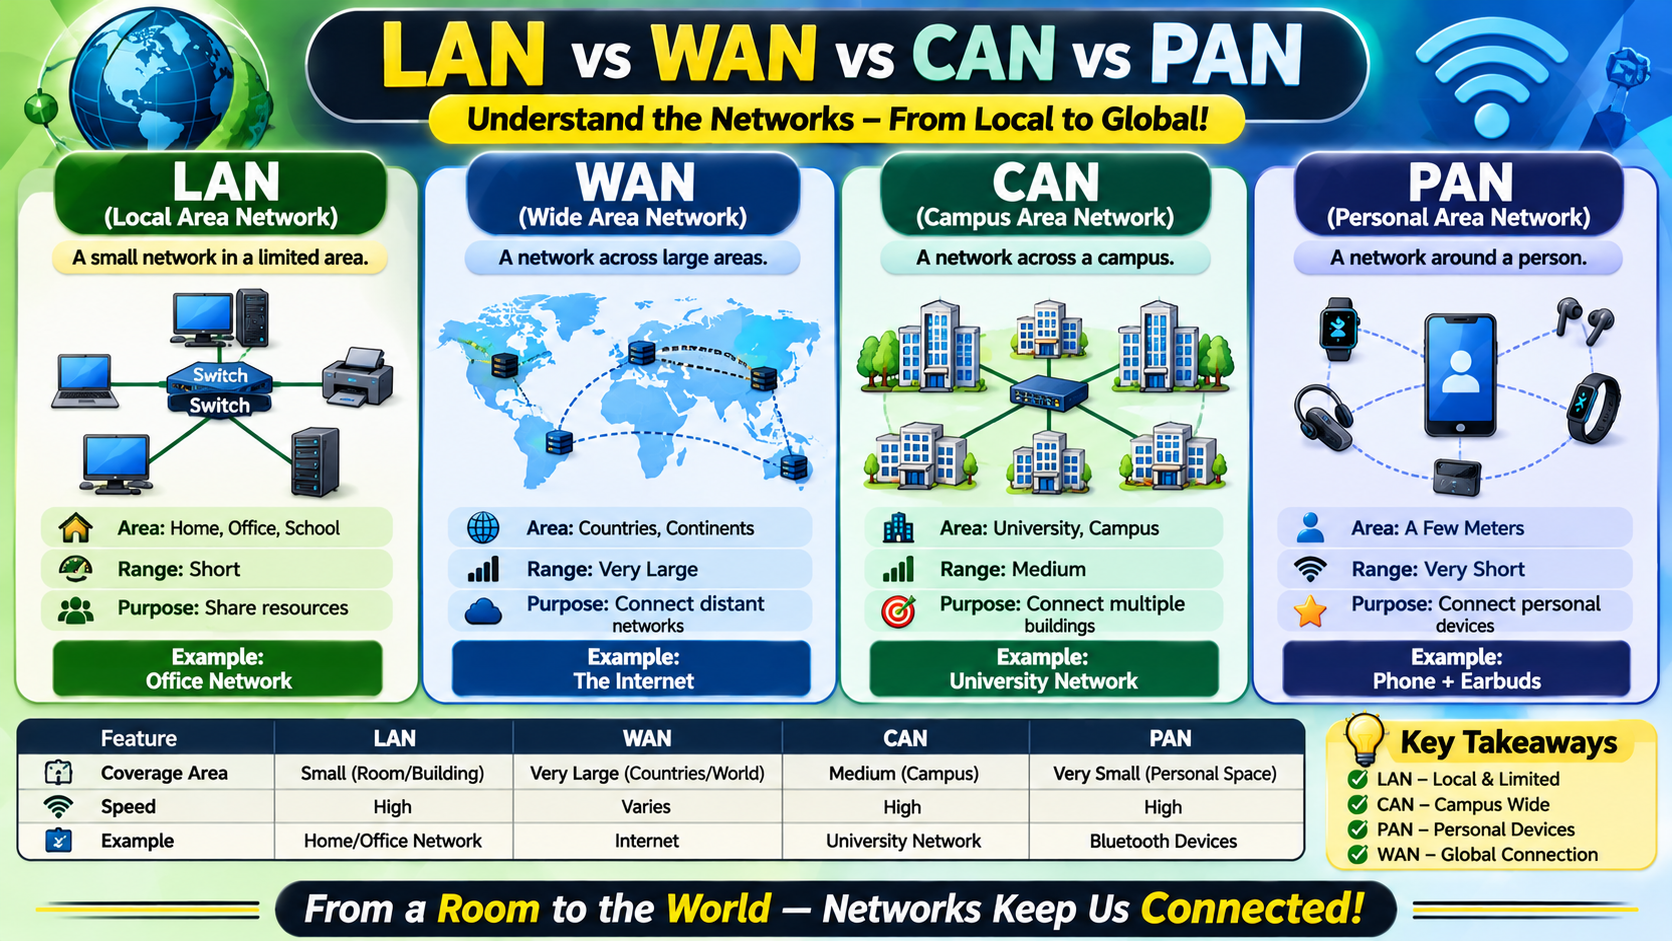 LAN vs WAN vs CAN vs PAN
Understand the Networks – From Local to Global!
LAN
(Local Area Network)
A small network in a limited area.
Switch
Switch
Area: Home, Office, School
Range: Short
Purpose: Share resources
Example:
Office Network
WAN
(Wide Area Network)
A network across large areas.
Area: Countries, Continents
Range: Very Large
Purpose: Connect distant
networks
Example:
The Internet
CAN
(Campus Area Network)
A network across a campus.
Area: University, Campus
Range: Medium
Purpose: Connect multiple
buildings
Example:
University Network
PAN
(Personal Area Network)
A network around a person.
Area: A Few Meters
Range: Very Short
Purpose: Connect personal
devices
Example:
Phone + Earbuds
Feature LAN WAN CAN PAN
Coverage Area Small (Room/Building) Very Large (Countries/World) Medium (Campus) Very Small (Personal Space)
Speed High Varies High High
Example Home/Office Network Internet University Network Bluetooth Devices
Key Takeaways
LAN – Local & Limited
CAN – Campus Wide
PAN – Personal Devices
WAN – Global Connection
From a Room to the World — Networks Keep Us Connected!